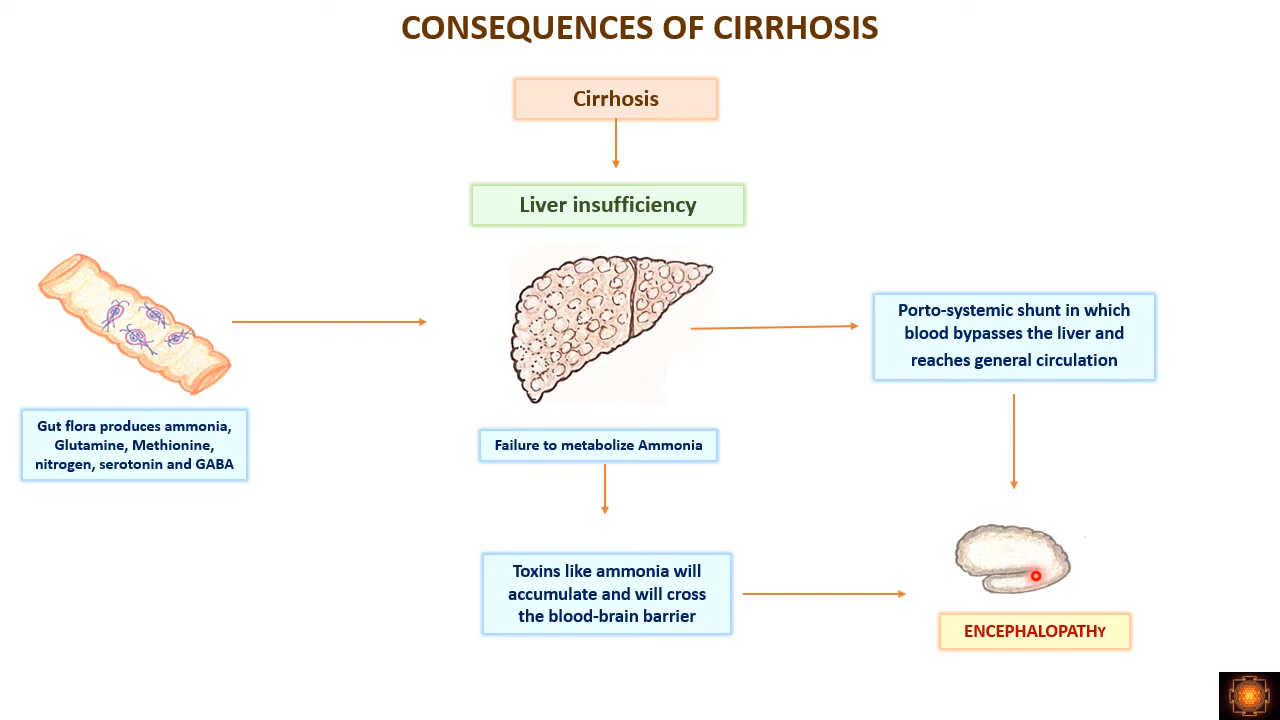 CONSEQUENCES OF CIRRHOSIS
Cirrhosis
Liver insufficiency
Gut flora produces ammonia,
Glutamine, Methionine,
nitrogen, serotonin and GABA
Failure to metabolize Ammonia
Porto-systemic shunt in which
blood bypasses the liver and
reaches general circulation
Toxins like ammonia will
accumulate and will cross
the blood-brain barrier
ENCEPHALOPATHY